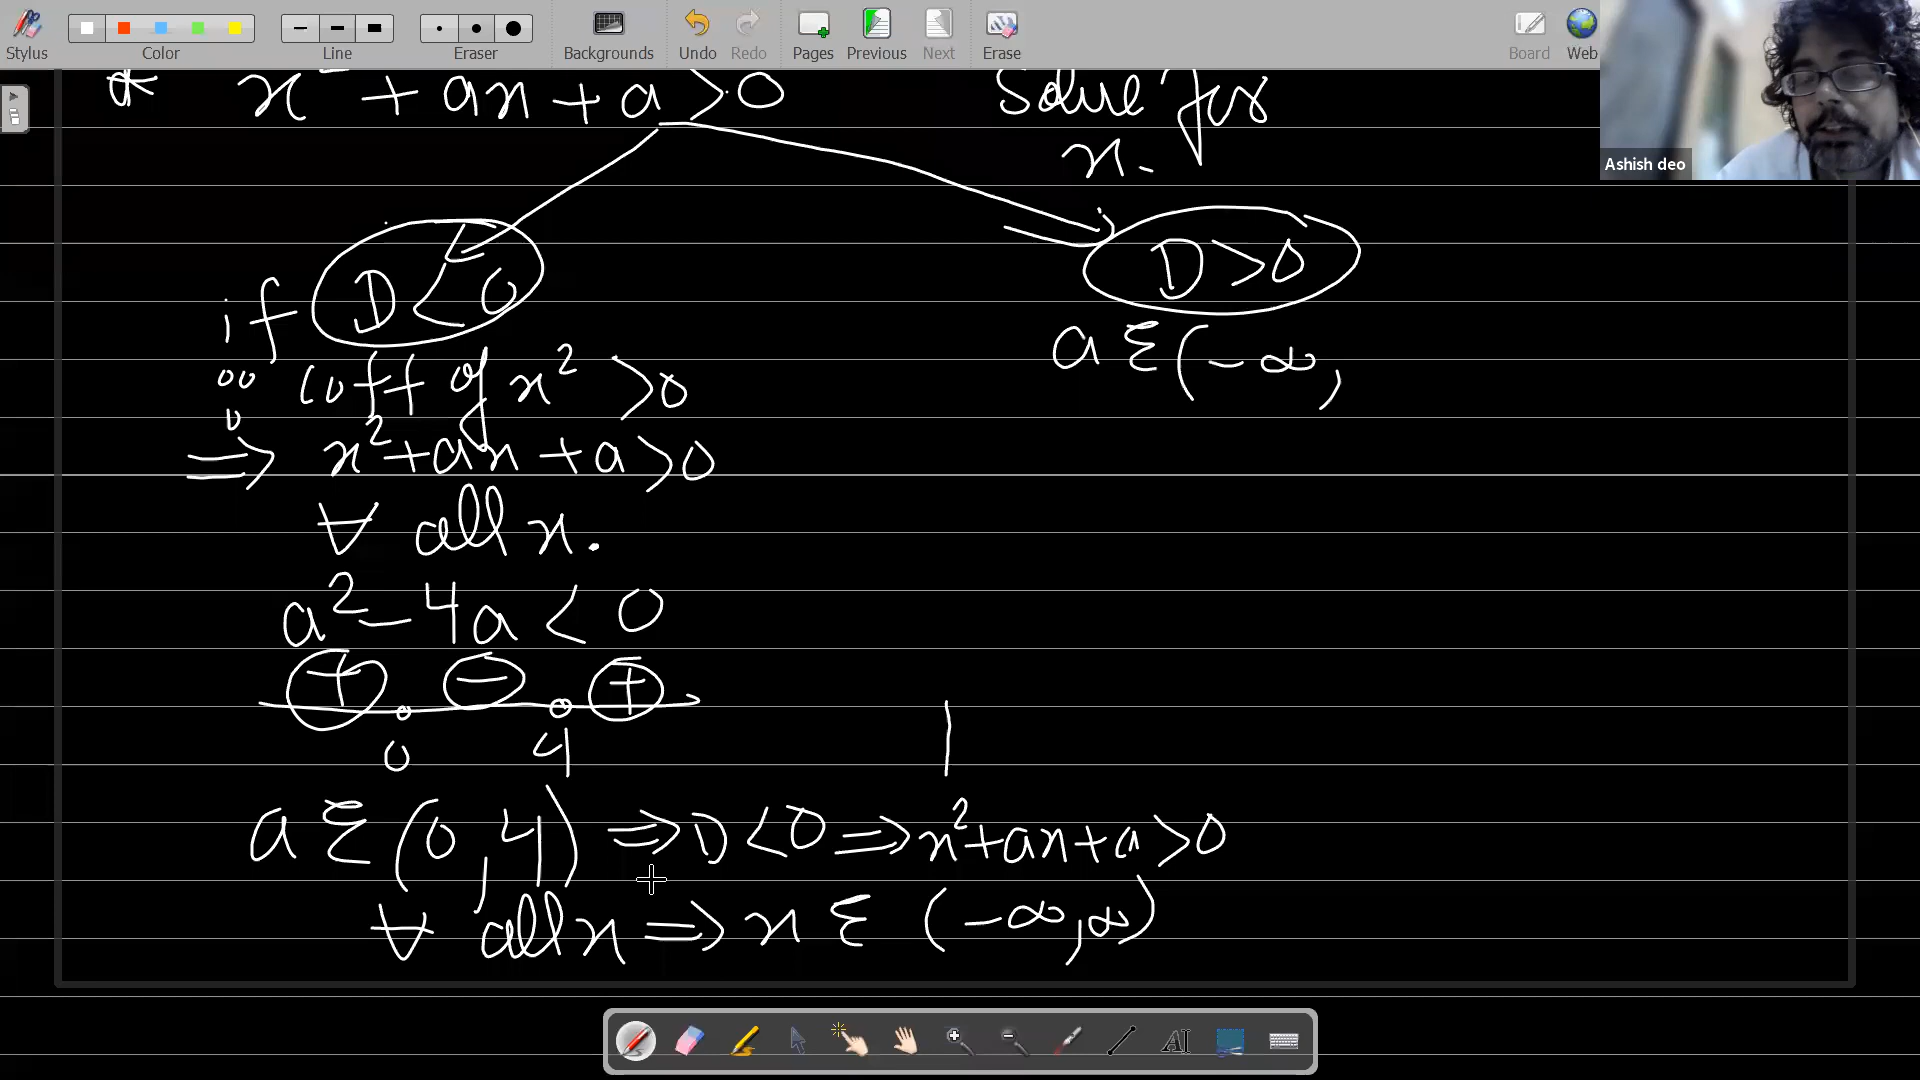 Stylus Color Line Eraser Backgrounds Undo Redo Pages Previous Next Erase Board Web
Ashish deo
* x² + ax + a > 0 Solve for
x.
if D < 0 D > 0
∵ Coff of x² > 0 a ∈ (-∞,
⇒ x² + ax + a > 0
∀ all x.
a² - 4a < 0
+ - +
0 4
a ∈ (0, 4) ⇒ D < 0 ⇒ x² + ax + a > 0
∀ all x ⇒ x ∈ (-∞, ∞)